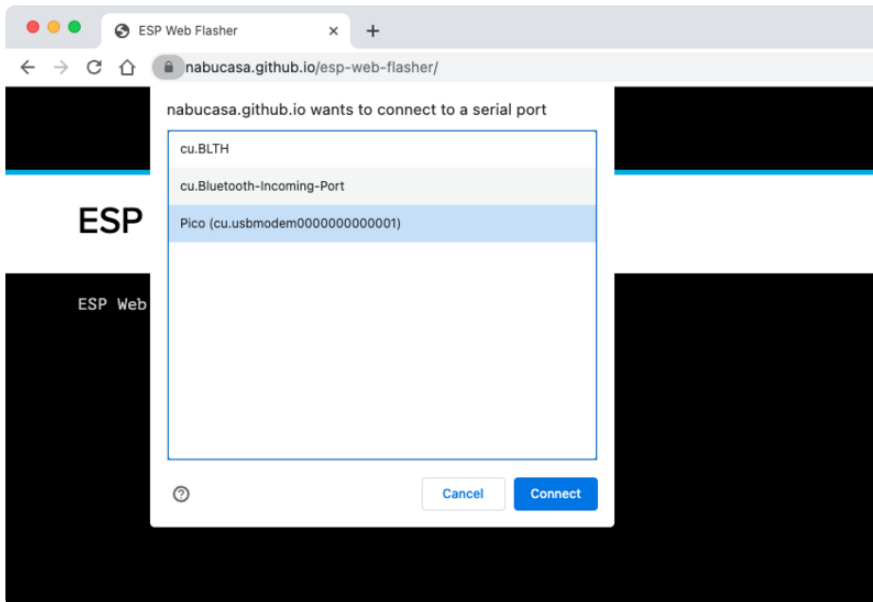 ESP Web Flasher
nabucasa.github.io/esp-web-flasher/
nabucasa.github.io wants to connect to a serial port
cu.BLTH
cu.Bluetooth-Incoming-Port
Pico (cu.usbmodem0000000000001)
ESP
ESP Web
Cancel
Connect